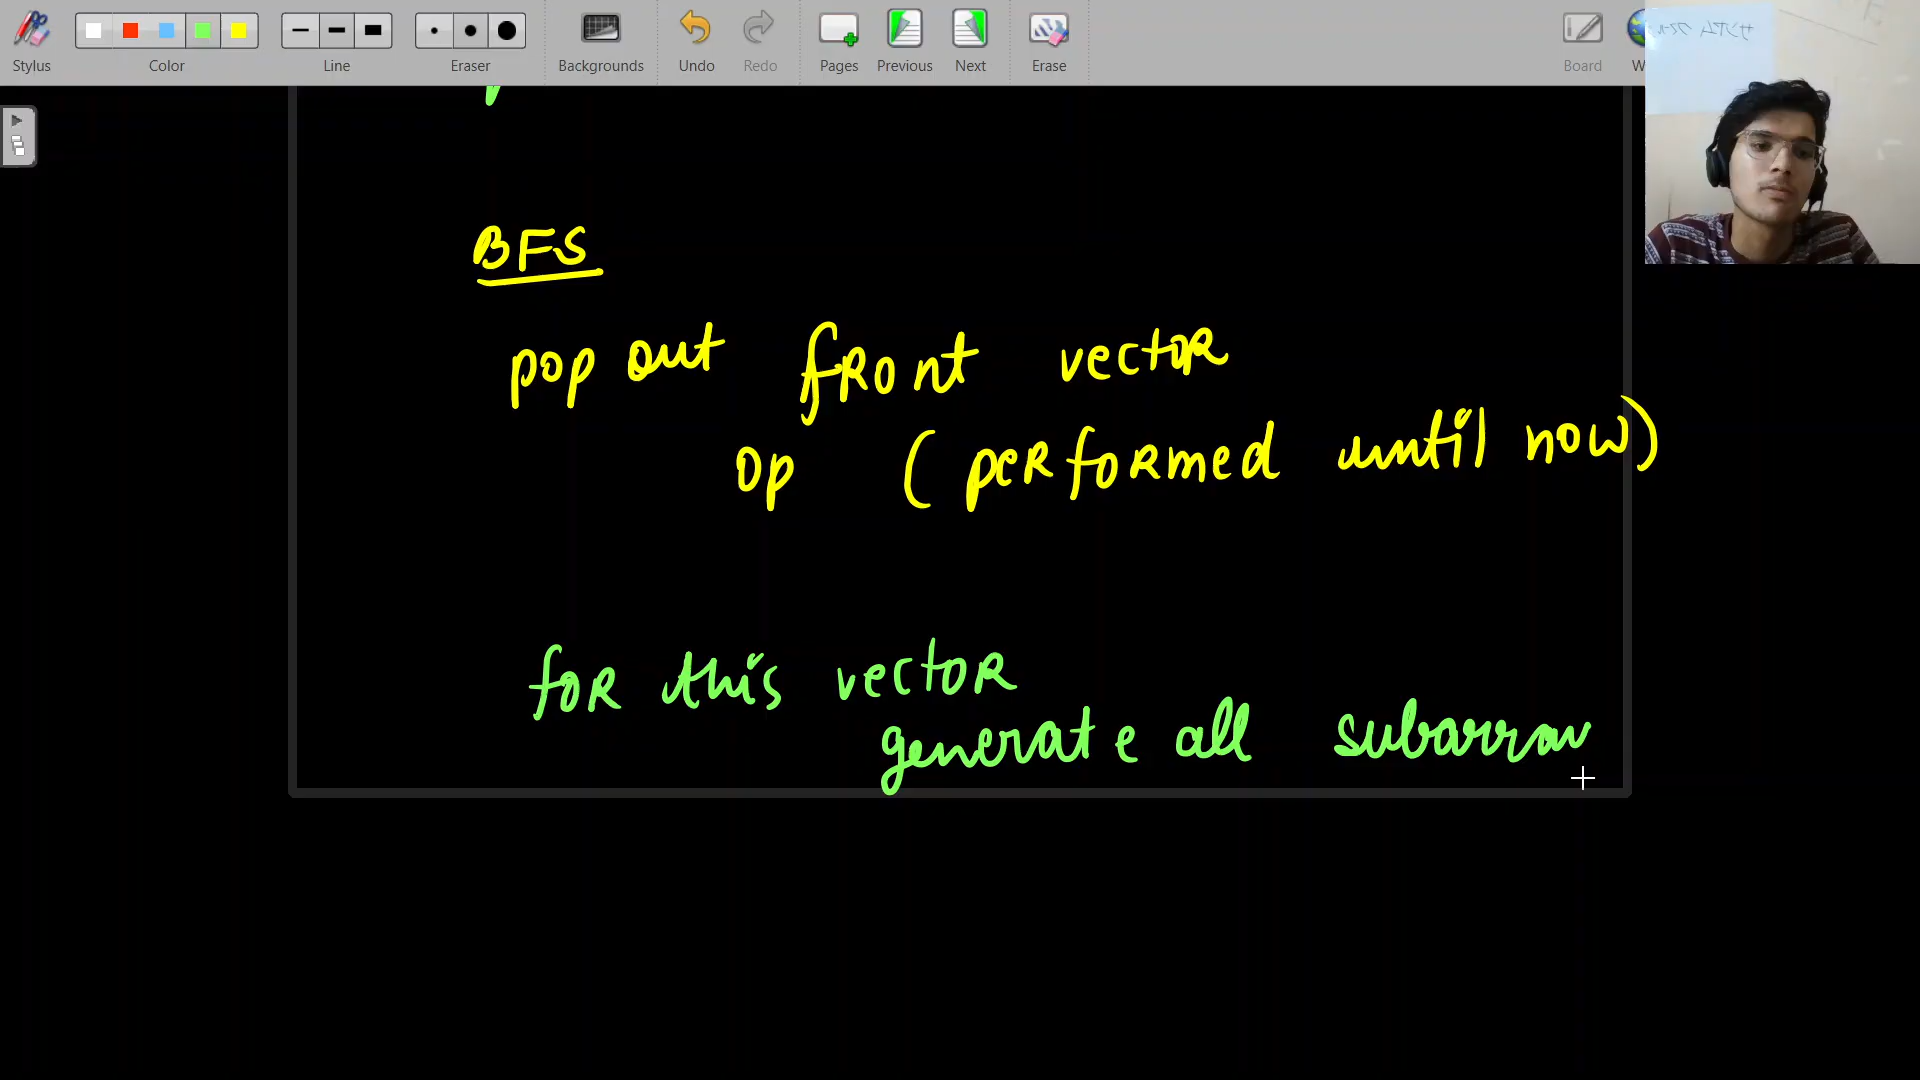 Stylus Color Line Eraser Backgrounds Undo Redo Pages Previous Next Erase Board W
BFS
pop out front vector
op (performed until now)
for this vector
generate all subarray